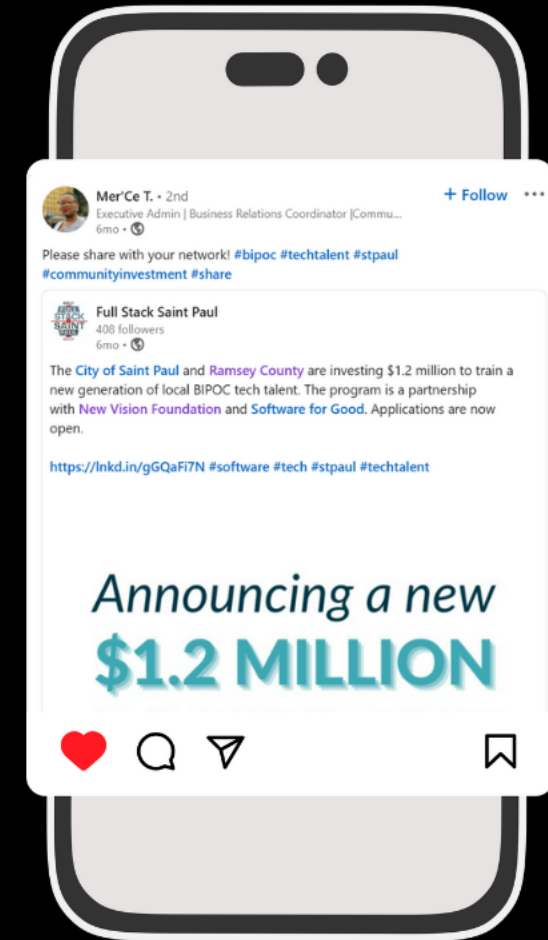 Mer'Ce T. • 2nd
+ Follow
Executive Admin | Business Relations Coordinator |Commu...
6mo •
Please share with your network! #bipoc #techtalent #stpaul
#communityinvestment #share
FULL
STACK
SAINT
PAUL
Full Stack Saint Paul
408 followers
6mo •
The City of Saint Paul and Ramsey County are investing $1.2 million to train a
new generation of local BIPOC tech talent. The program is a partnership
with New Vision Foundation and Software for Good. Applications are now
open.
https://lnkd.in/gGQaFi7N #software #tech #stpaul #techtalent
Announcing a new
$1.2 MILLION